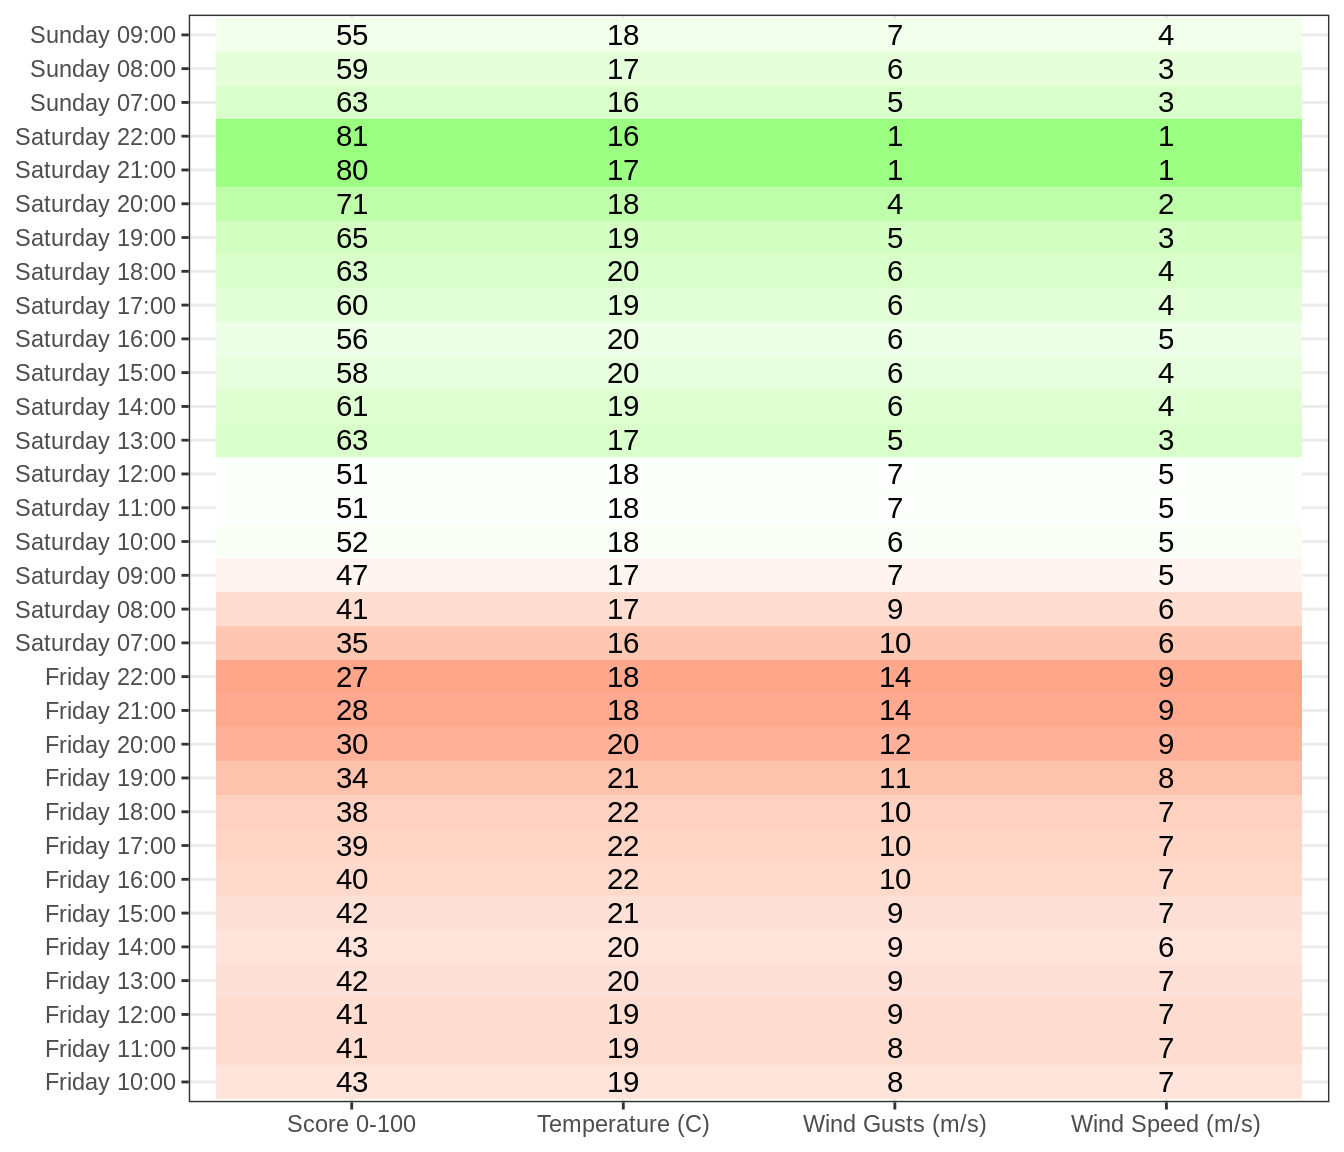 Sunday 09:00 55 18 7 4
Sunday 08:00 59 17 6 3
Sunday 07:00 63 16 5 3
Saturday 22:00 81 16 1 1
Saturday 21:00 80 17 1 1
Saturday 20:00 71 18 4 2
Saturday 19:00 65 19 5 3
Saturday 18:00 63 20 6 4
Saturday 17:00 60 19 6 4
Saturday 16:00 56 20 6 5
Saturday 15:00 58 20 6 4
Saturday 14:00 61 19 6 4
Saturday 13:00 63 17 5 3
Saturday 12:00 51 18 7 5
Saturday 11:00 51 18 7 5
Saturday 10:00 52 18 6 5
Saturday 09:00 47 17 7 5
Saturday 08:00 41 17 9 6
Saturday 07:00 35 16 10 6
Friday 22:00 27 18 14 9
Friday 21:00 28 18 14 9
Friday 20:00 30 20 12 9
Friday 19:00 34 21 11 8
Friday 18:00 38 22 10 7
Friday 17:00 39 22 10 7
Friday 16:00 40 22 10 7
Friday 15:00 42 21 9 7
Friday 14:00 43 20 9 6
Friday 13:00 42 20 9 7
Friday 12:00 41 19 9 7
Friday 11:00 41 19 8 7
Friday 10:00 43 19 8 7
Score 0-100 Temperature (C) Wind Gusts (m/s) Wind Speed (m/s)